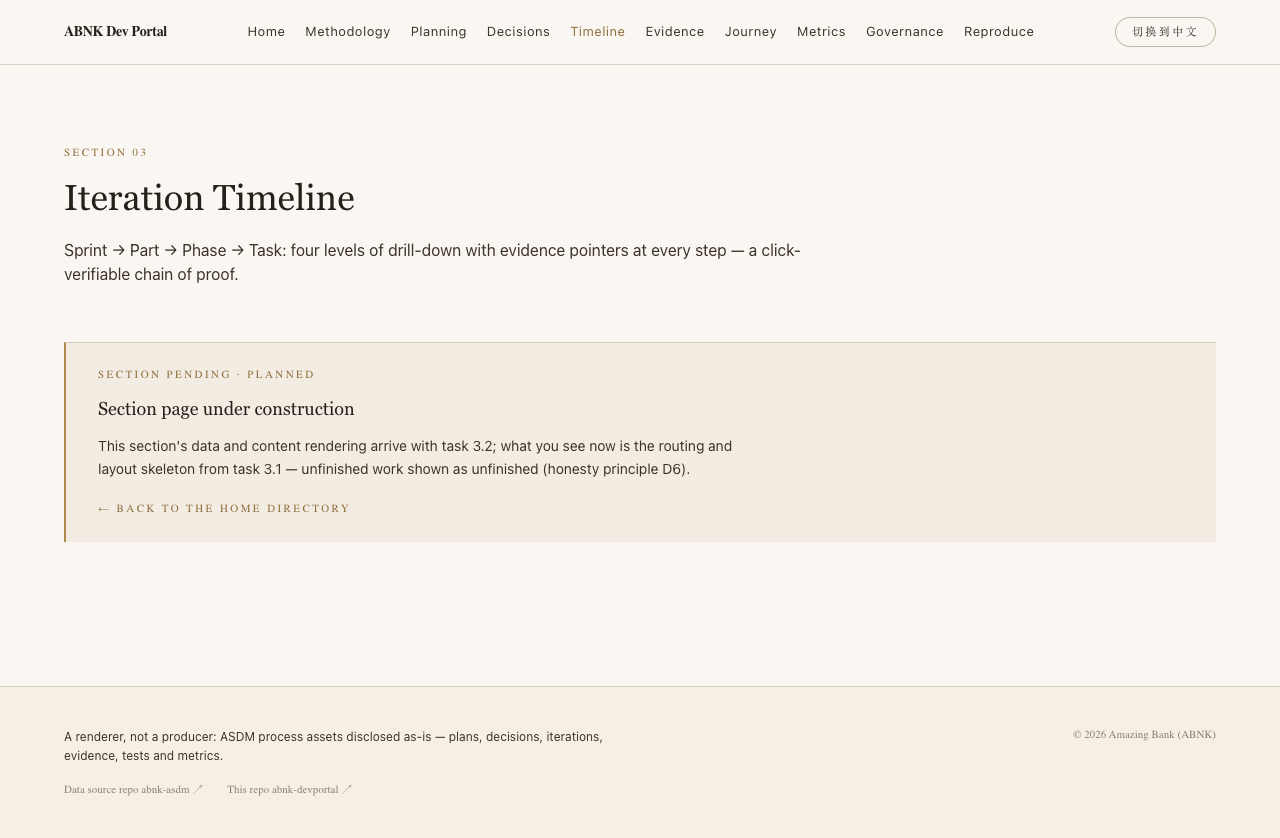 ABNK Dev Portal
Home Methodology Planning Decisions Timeline Evidence Journey Metrics Governance Reproduce
切换到中文
SECTION 03
Iteration Timeline
Sprint → Part → Phase → Task: four levels of drill-down with evidence pointers at every step — a click-
verifiable chain of proof.
SECTION PENDING · PLANNED
Section page under construction
This section's data and content rendering arrive with task 3.2; what you see now is the routing and
layout skeleton from task 3.1 — unfinished work shown as unfinished (honesty principle D6).
← BACK TO THE HOME DIRECTORY
A renderer, not a producer: ASDM process assets disclosed as-is — plans, decisions, iterations,
evidence, tests and metrics.
© 2026 Amazing Bank (ABNK)
Data source repo abnk-asdm ↗ This repo abnk-devportal ↗